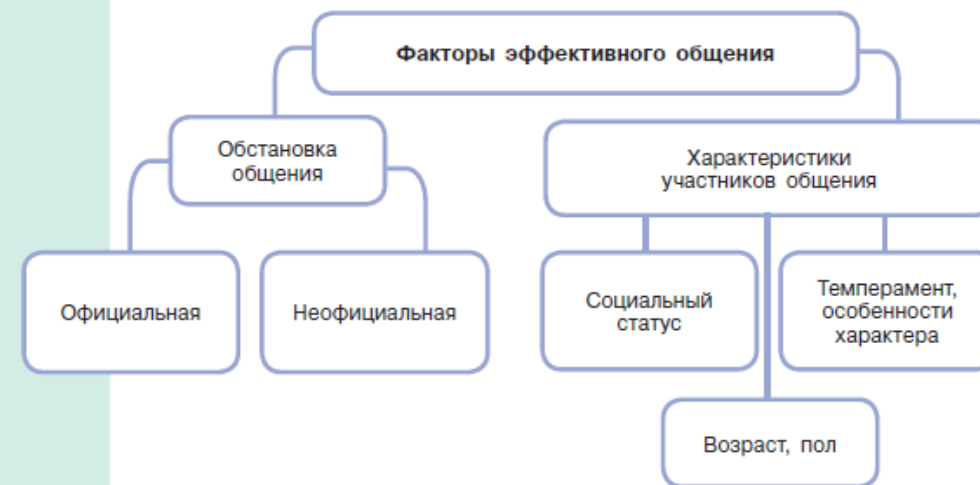 Факторы эффективного общения
Обстановка
общения
Характеристики
участников общения
Официальная
Неофициальная
Социальный
статус
Темперамент,
особенности
характера
Возраст, пол